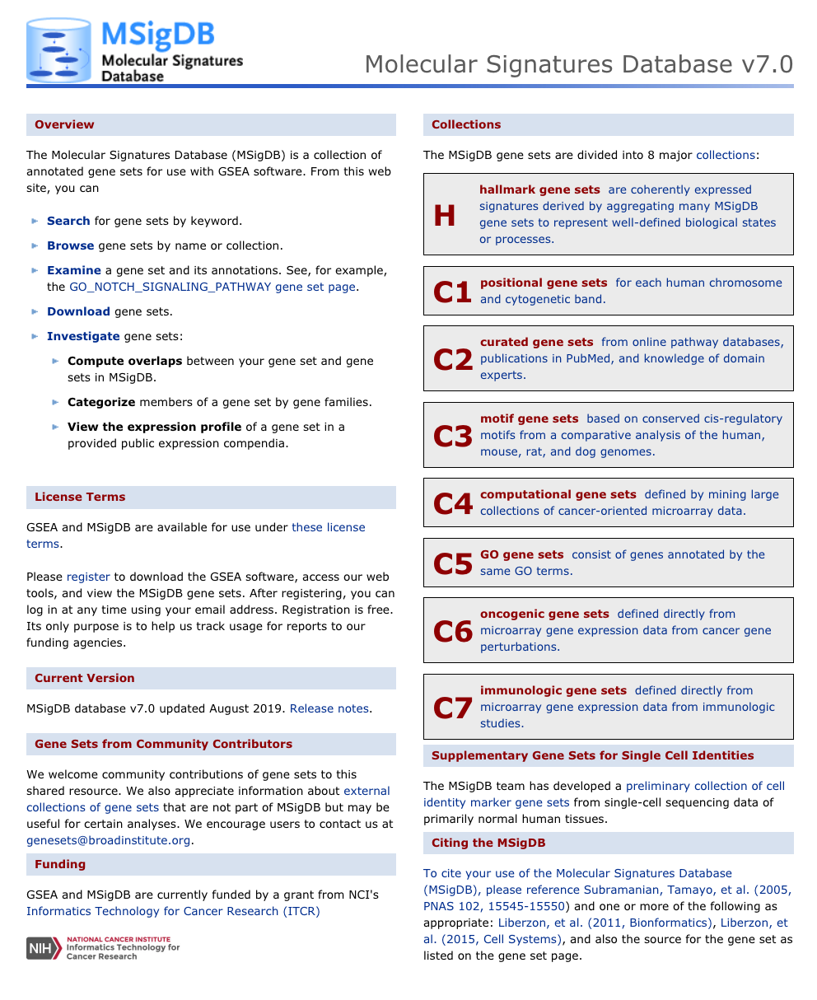 MSigDB
Molecular Signatures
Database
Molecular Signatures Database v7.0
Overview
The Molecular Signatures Database (MSigDB) is a collection of
annotated gene sets for use with GSEA software. From this web
site, you can
Search for gene sets by keyword.
Browse gene sets by name or collection.
Examine a gene set and its annotations. See, for example,
the GO_NOTCH_SIGNALING_PATHWAY gene set page.
Download gene sets.
Investigate gene sets:
Compute overlaps between your gene set and gene
sets in MSigDB.
Categorize members of a gene set by gene families.
View the expression profile of a gene set in a
provided public expression compendia.
License Terms
GSEA and MSigDB are available for use under these license
terms.
Please register to download the GSEA software, access our web
tools, and view the MSigDB gene sets. After registering, you can
log in at any time using your email address. Registration is free.
Its only purpose is to help us track usage for reports to our
funding agencies.
Current Version
MSigDB database v7.0 updated August 2019. Release notes.
Gene Sets from Community Contributors
We welcome community contributions of gene sets to this
shared resource. We also appreciate information about external
collections of gene sets that are not part of MSigDB but may be
useful for certain analyses. We encourage users to contact us at
genesets@broadinstitute.org.
Funding
GSEA and MSigDB are currently funded by a grant from NCI's
Informatics Technology for Cancer Research (ITCR)
NIH
NATIONAL CANCER INSTITUTE
Informatics Technology for
Cancer Research
Collections
The MSigDB gene sets are divided into 8 major collections:
H
hallmark gene sets are coherently expressed
signatures derived by aggregating many MSigDB
gene sets to represent well-defined biological states
or processes.
C1
positional gene sets for each human chromosome
and cytogenetic band.
C2
curated gene sets from online pathway databases,
publications in PubMed, and knowledge of domain
experts.
C3
motif gene sets based on conserved cis-regulatory
motifs from a comparative analysis of the human,
mouse, rat, and dog genomes.
C4
computational gene sets defined by mining large
collections of cancer-oriented microarray data.
C5
GO gene sets consist of genes annotated by the
same GO terms.
C6
oncogenic gene sets defined directly from
microarray gene expression data from cancer gene
perturbations.
C7
immunologic gene sets defined directly from
microarray gene expression data from immunologic
studies.
Supplementary Gene Sets for Single Cell Identities
The MSigDB team has developed a preliminary collection of cell
identity marker gene sets from single-cell sequencing data of
primarily normal human tissues.
Citing the MSigDB
To cite your use of the Molecular Signatures Database
(MSigDB), please reference Subramanian, Tamayo, et al. (2005,
PNAS 102, 15545-15550) and one or more of the following as
appropriate: Liberzon, et al. (2011, Bionformatics), Liberzon, et
al. (2015, Cell Systems), and also the source for the gene set as
listed on the gene set page.